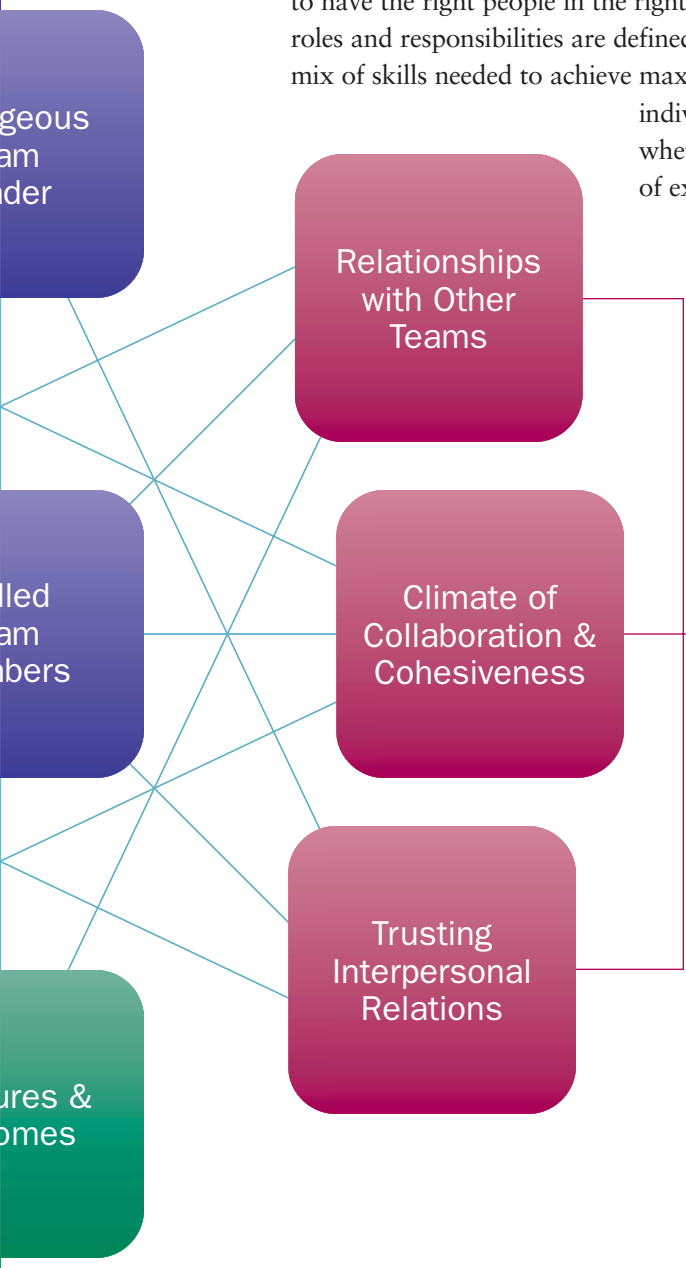 to have the right people in the right
roles and responsibilities are defined
mix of skills needed to achieve max
indiv
whe
of ex
geous
am
der
Relationships
with Other
Teams
lled
am
bers
Climate of
Collaboration &
Cohesiveness
Trusting
Interpersonal
Relations
ures &
omes